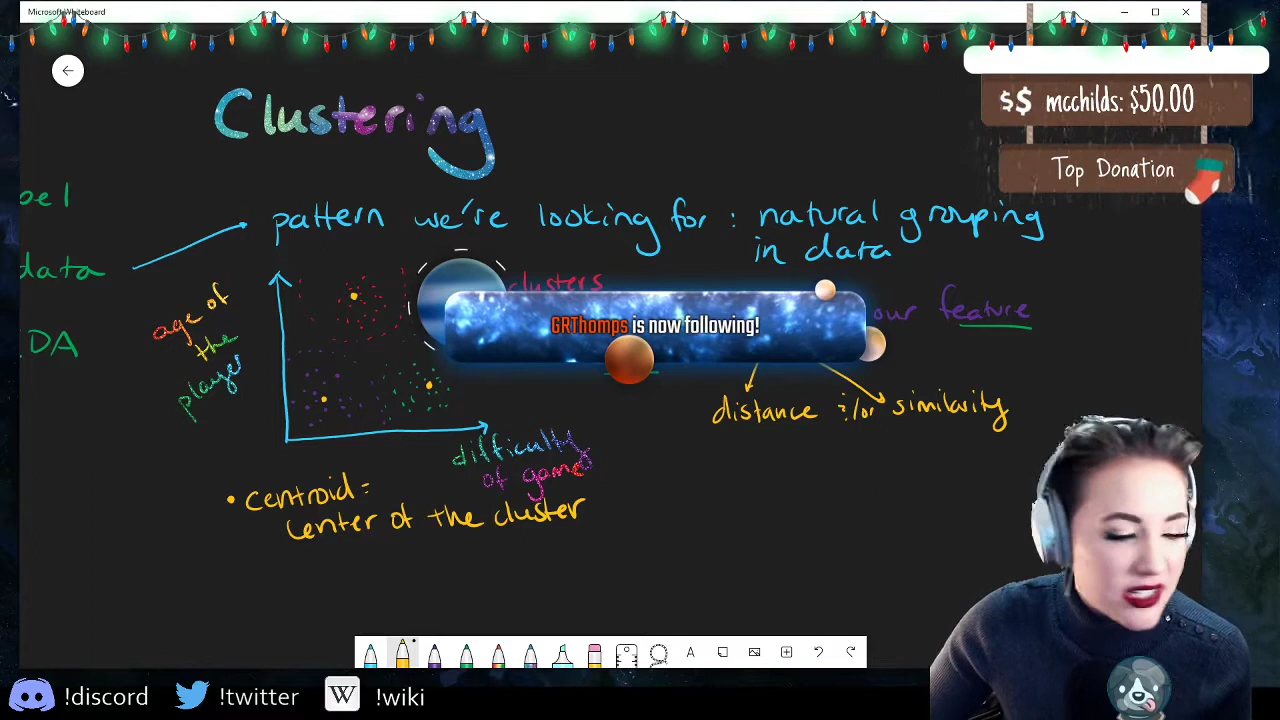 Microsoft Whiteboard
$$ mcchilds: $50.00
Top Donation
Clustering
pattern we're looking for : natural grouping
in data
data
clusters
our feature
GRThomps is now following!
age of
the
player
DA
distance &/or similarity
difficulty
of game
• centroid =
center of the cluster
A
!discord
!twitter
W !wiki